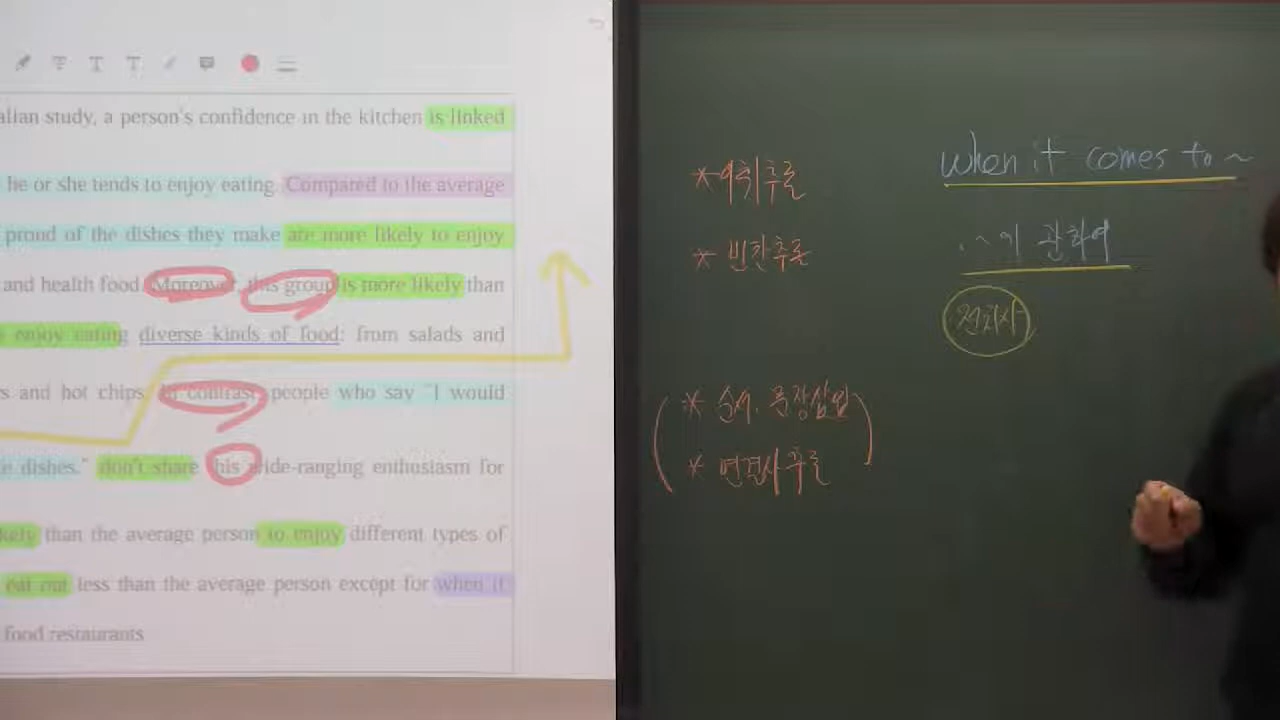 alian study, a person's confidence in the kitchen is linked
he or she tends to enjoy eating. Compared to the average
proud of the dishes they make are more likely to enjoy
and health food. Moreover, this group is more likely than
enjoy eating diverse kinds of food: from salads and
s and hot chips. In contrast, people who say "I would
e dishes." don't share this wide-ranging enthusiasm for
kely than the average person to enjoy different types of
eat out less than the average person except for when it
food restaurants
*어휘추론
* 빈칸추론
* 순서, 문장삽입
* 연결사추론
when it comes to ~
~에 관하여
전치사